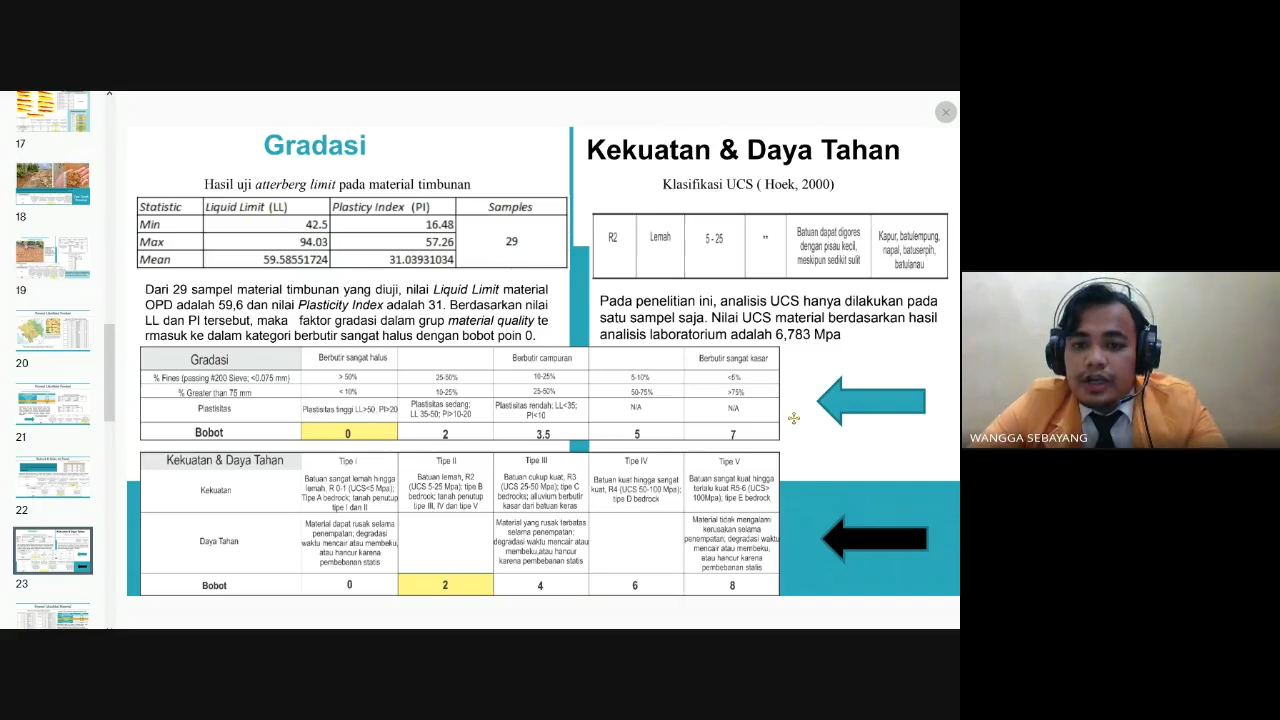 17
18
19
20
21
22
23
Gradasi
Hasil uji atterberg limit pada material timbunan
Statistic Liquid Limit (LL) Plasticy Index (PI) Samples
Min 42.5 16.48
Max 94.03 57.26 29
Mean 59.58551724 31.03931034
Dari 29 sampel material timbunan yang diuji, nilai Liquid Limit material
OPD adalah 59,6 dan nilai Plasticity Index adalah 31. Berdasarkan nilai
LL dan PI tersebut, maka faktor gradasi dalam grup material quality te
rmasuk ke dalam kategori berbutir sangat halus dengan bobot poin 0.
Kekuatan & Daya Tahan
Klasifikasi UCS ( Hoek, 2000)
R2 Lemah 5 - 25 ** Batuan dapat digores
dengan pisau kecil,
meskipun sedikit sulit
Kapur, batulempung,
napal, batuserpih,
batulanau
Pada penelitian ini, analisis UCS hanya dilakukan pada
satu sampel saja. Nilai UCS material berdasarkan hasil
analisis laboratorium adalah 6,783 Mpa
Gradasi Berbutir sangat halus Berbutir campuran Berbutir sangat kasar
% Fines (passing #200 Sieve; <0.075 mm) > 50% 25-50% 10-25% 5-10% <5%
% Greater than 75 mm < 10% 10-25% 25-50% 50-75% >75%
Plastisitas Plastisitas tinggi LL>50, PI>20 Plastisitas sedang;
LL 35-50; PI>10-20
Plastisitas rendah; LL<35;
PI<10
N/A N/A
Bobot 0 2 3.5 5 7
Kekuatan & Daya Tahan Tipe I Tipe II Tipe III Tipe IV Tipe V
Kekuatan
Batuan sangat lemah hingga
lemah, R 0-1 (UCS<5 Mpa);
Tipe A bedrock; tanah penutup
tipe I dan II
Batuan lemah, R2
(UCS 5-25 Mpa); tipe B
bedrock; tanah penutup
tipe III, IV dan tipe V
Batuan cukup kuat, R3
(UCS 25-50 Mpa); tipe C
bedrocks; alluvium berbutir
kasar dari batuan keras
Batuan kuat hingga sangat
kuat, R4 (UCS 50-100 Mpa);
tipe D bedrock
Batuan sangat kuat hingga
terlalu kuat R5-6 (UCS>
100Mpa); tipe E bedrock
Daya Tahan
Material dapat rusak selama
penempatan; degradasi
waktu mencair atau membeku,
atau hancur karena
pembebanan statis
Material yang rusak terbatas
selama penempatan;
degradasi waktu mencair atau
membeku,atau hancur
karena pembebanan statis
Material tidak mengalami
kerusakan selama
penempatan; degradasi waktu
mencair atau membeku,
atau hancur karena
pembebanan statis
Bobot 0 2 4 6 8
WANGGA SEBAYANG